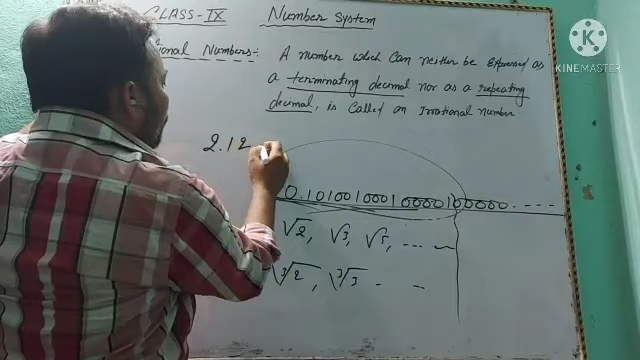 CLASS-IX Number System
ional Numbers:- A number which can neither be Expressed as
a terminating decimal nor as a repeating
decimal, is called an Irrational number.
2.12
0.101001000100001000000....
√2, √3, √5, ---
∛2, ∛3 - -
KINEMASTER